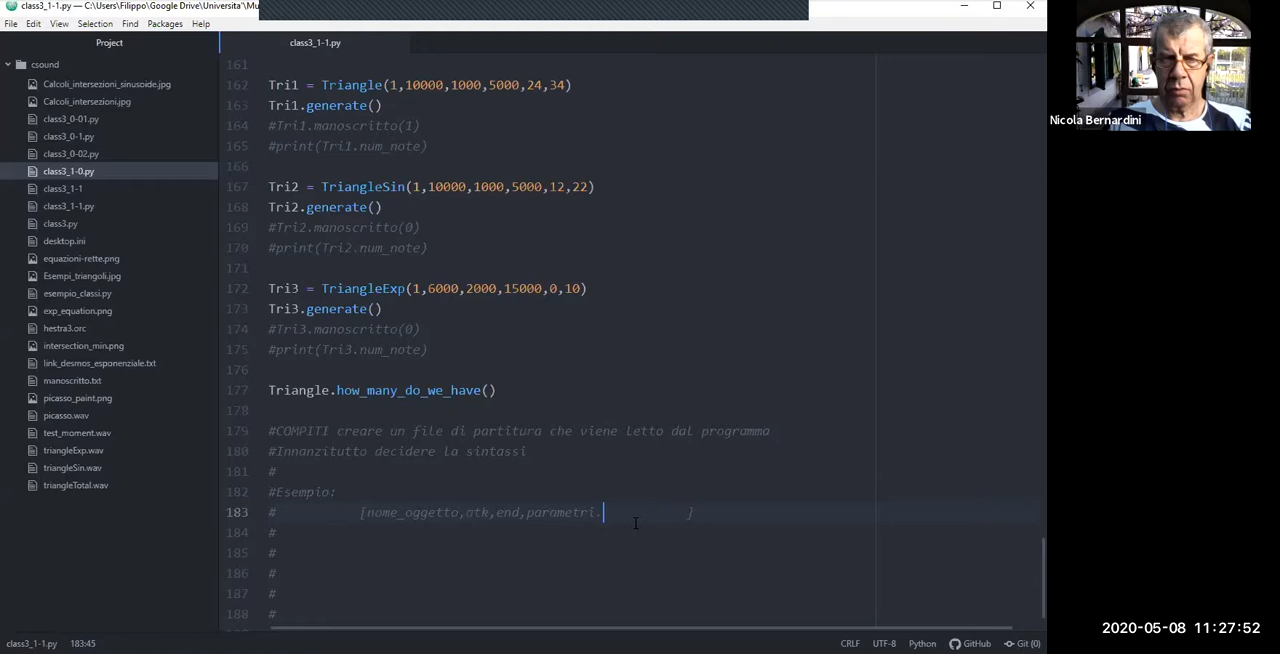 class3_1-1.py — C:\Users\Filippo\Google Drive\Universita'\Mu
File Edit View Selection Find Packages Help
Project
class3_1-1.py
csound
Calcoli_intersezioni_sinusoide.jpg
Calcoli_intersezioni.jpg
class3_0-01.py
class3_0-1.py
class3_0-02.py
class3_1-0.py
class3_1-1
class3_1-1.py
class3.py
desktop.ini
equazioni-rette.png
Esempi_triangoli.jpg
esempio_classi.py
exp_equation.png
hestra3.orc
intersection_min.png
link_desmos_esponenziale.txt
manoscritto.txt
picasso_paint.png
picasso.wav
test_moment.wav
triangleExp.wav
triangleSin.wav
triangleTotal.wav
161
162 Tri1 = Triangle(1,10000,1000,5000,24,34)
163 Tri1.generate()
164 #Tri1.manoscritto(1)
165 #print(Tri1.num_note)
166
167 Tri2 = TriangleSin(1,10000,1000,5000,12,22)
168 Tri2.generate()
169 #Tri2.manoscritto(0)
170 #print(Tri2.num_note)
171
172 Tri3 = TriangleExp(1,6000,2000,15000,0,10)
173 Tri3.generate()
174 #Tri3.manoscritto(0)
175 #print(Tri3.num_note)
176
177 Triangle.how_many_do_we_have()
178
179 #COMPITI creare un file di partitura che viene letto dal programma
180 #Innanzitutto decidere la sintassi
181 #
182 #Esempio:
183 # [nome_oggetto,atk,end,parametri. ]
184 #
185 #
186 #
187 #
188 #
class3_1-1.py 183:45 CRLF UTF-8 Python GitHub Git (0)
Nicola Bernardini
2020-05-08 11:27:52